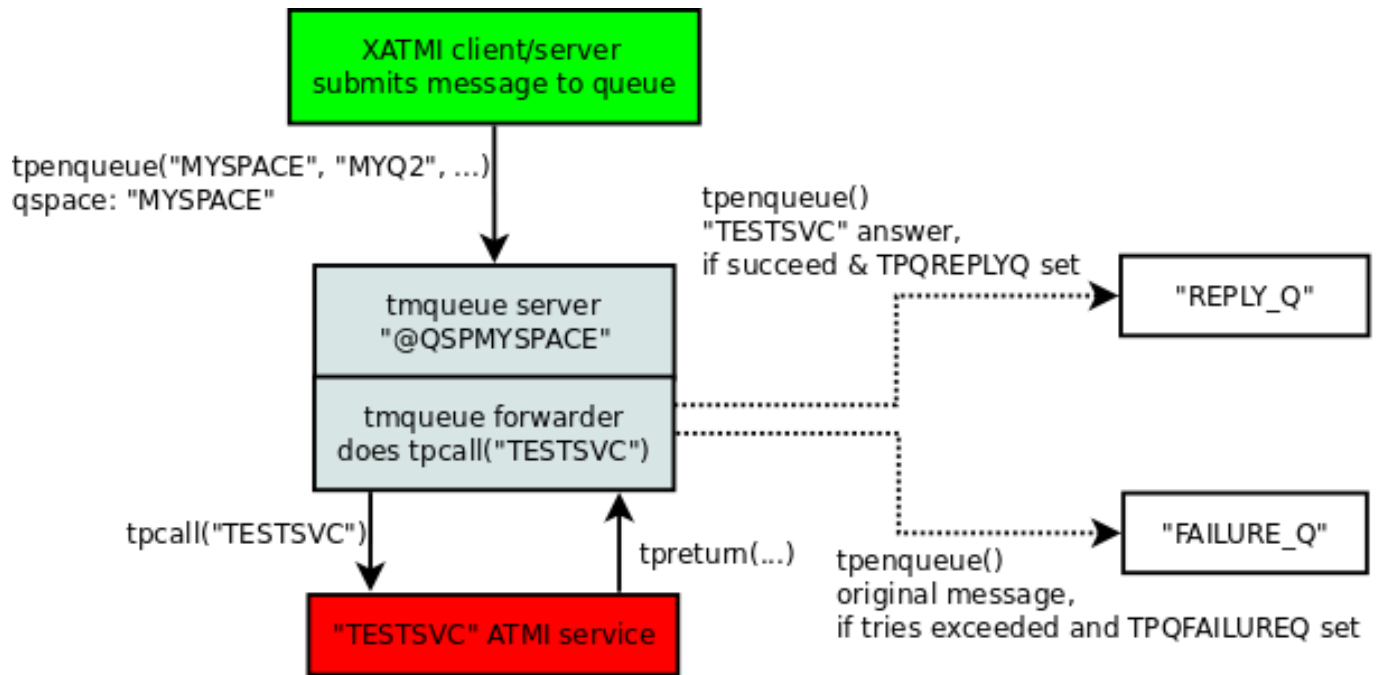 XATMI client/server
submits message to queue
tpenqueue("MYSPACE", "MYQ2", ...)
qspace: "MYSPACE"
tpenqueue()
"TESTSVC" answer,
if succeed & TPQREPLYQ set
"REPLY_Q"
tmqueue server
"@QSPMYSPACE"
tmqueue forwarder
does tpcall("TESTSVC")
tpcall("TESTSVC")
tpreturn(...)
"FAILURE_Q"
tpenqueue()
original message,
if tries exceeded and TPQFAILUREQ set
"TESTSVC" ATMI service